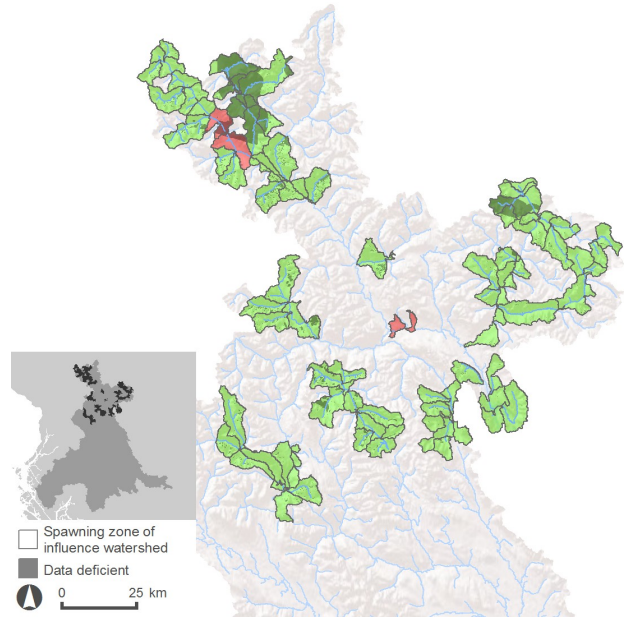 Spawning zone of
influence watershed
Data deficient
0 25 km